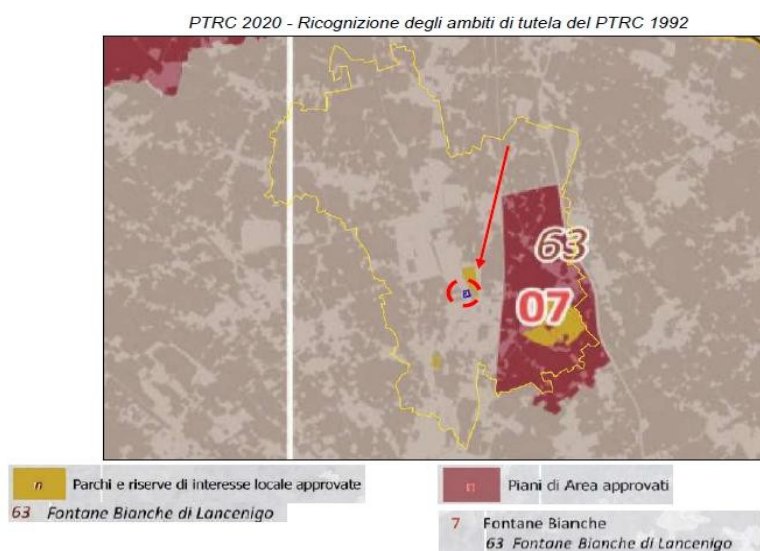 PTRC 2020 - Ricognizione degli ambiti di tutela del PTRC 1992
63
07
n Parchi e riserve di interesse locale approvate
63 Fontane Bianche di Lancenigo
Piani di Area approvati
7 Fontane Bianche
63 Fontane Bianche di Lancenigo